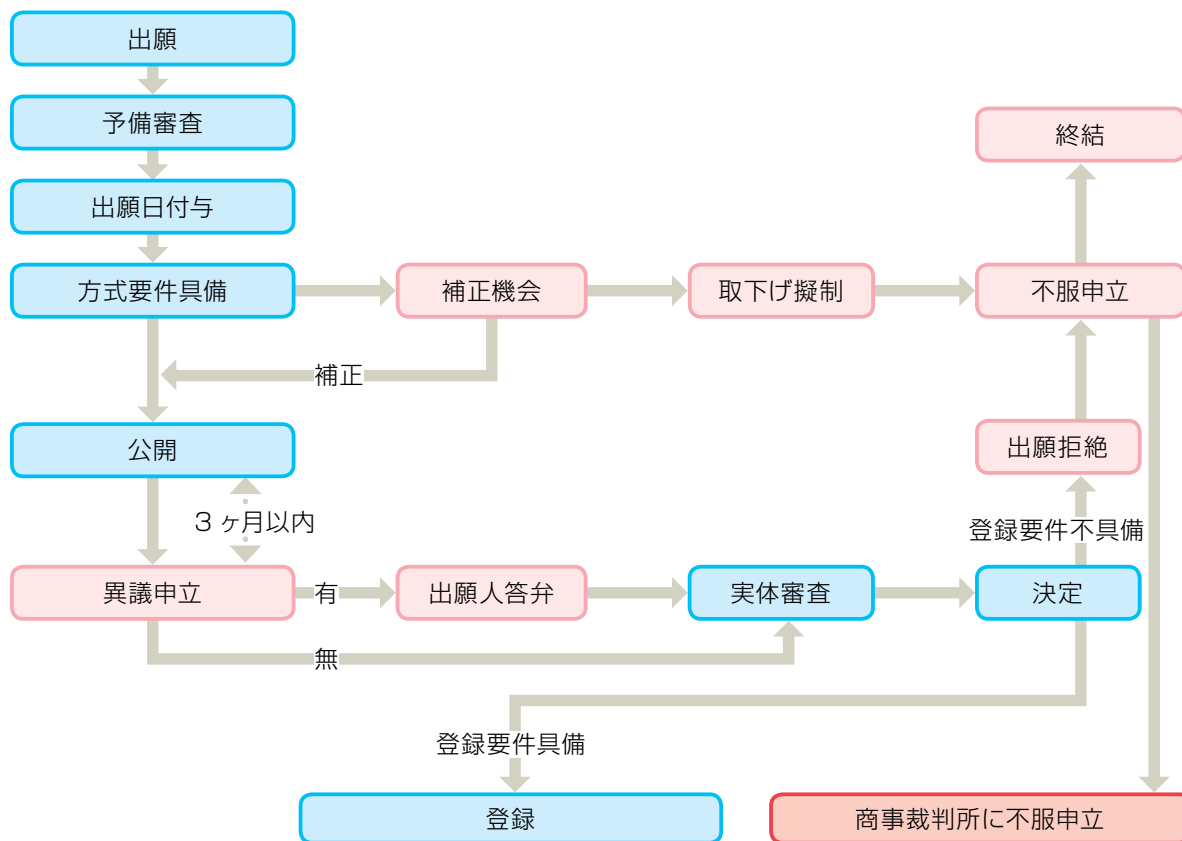 出願
予備審査
終結
出願日付与
方式要件具備
補正機会
取下げ擬制
不服申立
補正
公開
出願拒絶
3 ヶ月以内
登録要件不具備
異議申立
有
出願人答弁
実体審査
決定
無
登録要件具備
登録
商事裁判所に不服申立